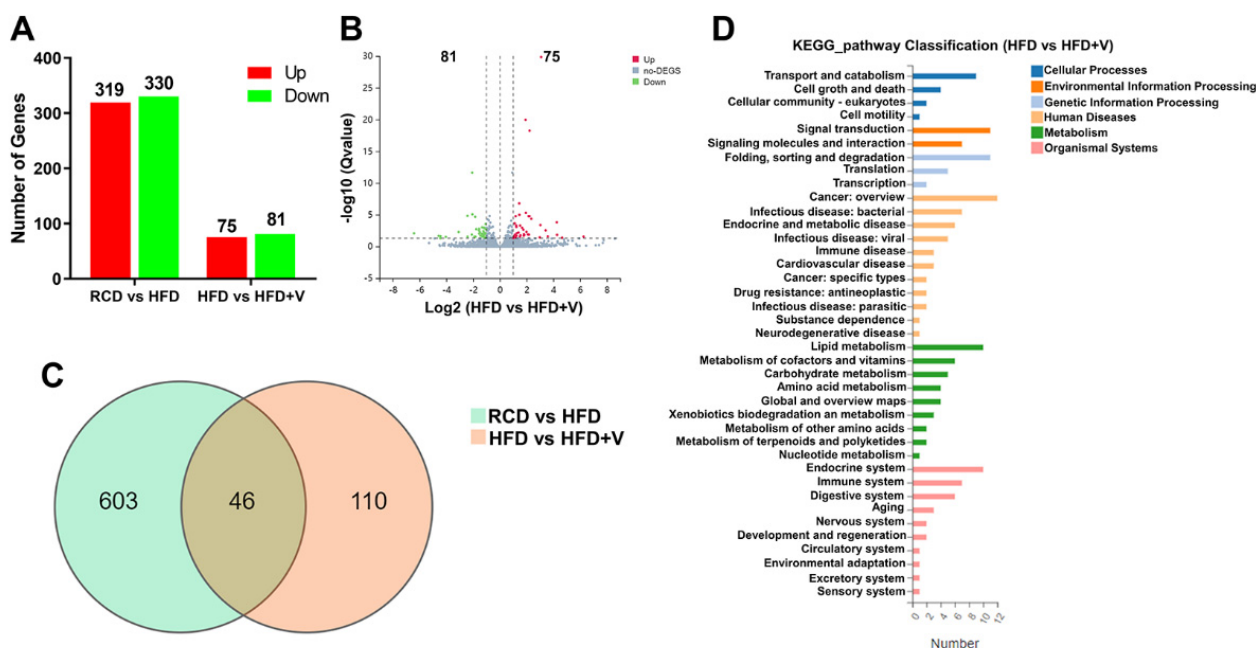 A
400
300
200
100
0
Number of Genes
319
330
75
81
Up
Down
RCD vs HFD
HFD vs HFD+V
B
81
75
30
25
20
15
10
5
0
-5
-log10 (Qvalue)
-8
-6
-4
-2
0
2
4
6
8
Log2 (HFD vs HFD+V)
Up
no-DEGS
Down
C
603
46
110
RCD vs HFD
HFD vs HFD+V
D
KEGG_pathway Classification (HFD vs HFD+V)
Transport and catabolism
Cell groth and death
Cellular community - eukaryotes
Cell motility
Signal transduction
Signaling molecules and interaction
Folding, sorting and degradation
Translation
Transcription
Cancer: overview
Infectious disease: bacterial
Endocrine and metabolic disease
Infectious disease: viral
Immune disease
Cardiovascular disease
Cancer: specific types
Drug resistance: antineoplastic
Infectious disease: parasitic
Substance dependence
Neurodegenerative disease
Lipid metabolism
Metabolism of cofactors and vitamins
Carbohydrate metabolism
Amino acid metabolism
Global and overview maps
Xenobiotics biodegradation an metabolism
Metabolism of other amino acids
Metabolism of terpenoids and polyketides
Nucleotide metabolism
Endocrine system
Immune system
Digestive system
Aging
Nervous system
Development and regeneration
Circulatory system
Environmental adaptation
Excretory system
Sensory system
0
2
4
6
8
10
12
Number
Cellular Processes
Environmental Information Processing
Genetic Information Processing
Human Diseases
Metabolism
Organismal Systems